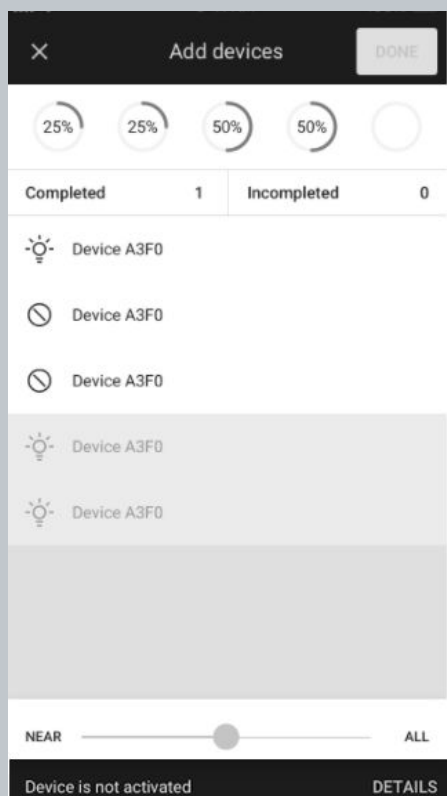 Add devices DONE
25% 25% 50% 50%
Completed 1 Incompleted 0
Device A3F0
Device A3F0
Device A3F0
Device A3F0
Device A3F0
NEAR ALL
Device is not activated DETAILS